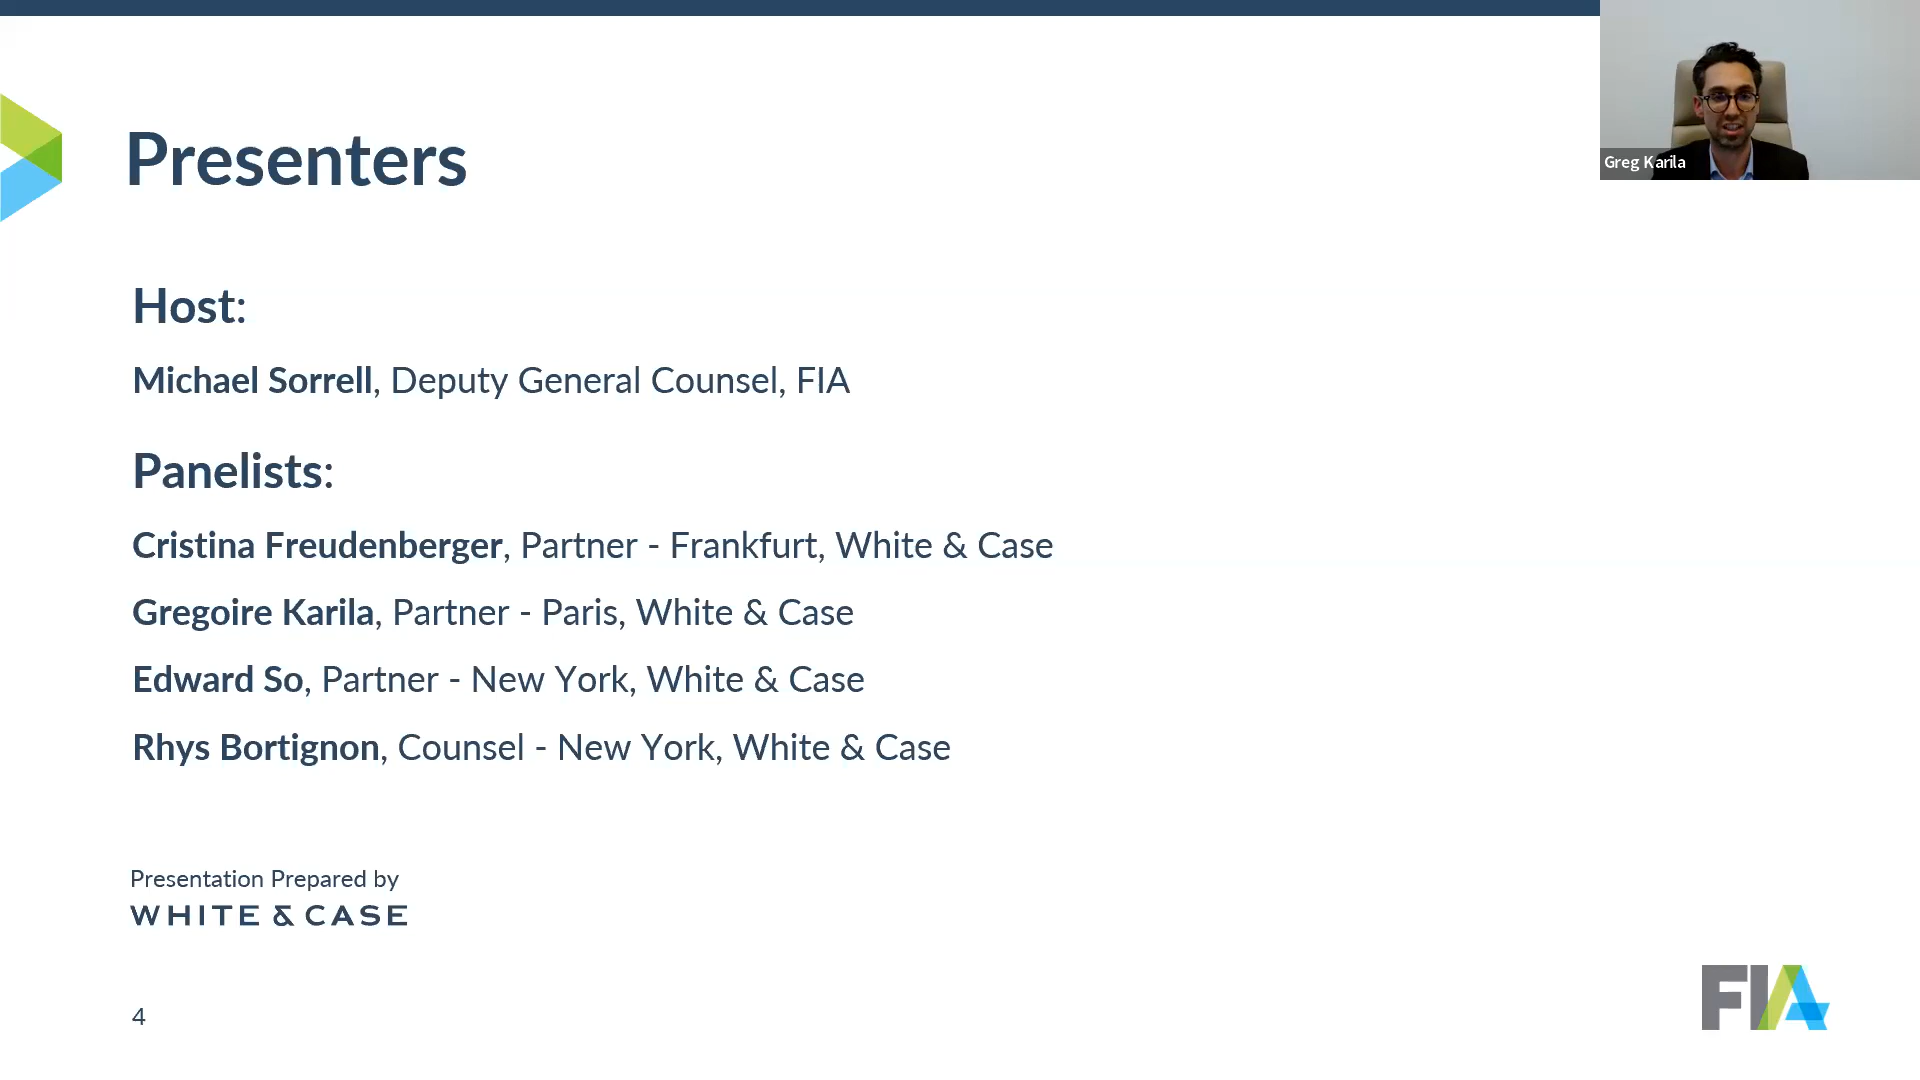 Presenters
Greg Karila
Host:
Michael Sorrell, Deputy General Counsel, FIA
Panelists:
Cristina Freudenberger, Partner - Frankfurt, White & Case
Gregoire Karila, Partner - Paris, White & Case
Edward So, Partner - New York, White & Case
Rhys Bortignon, Counsel - New York, White & Case
Presentation Prepared by
WHITE & CASE
4
FIA